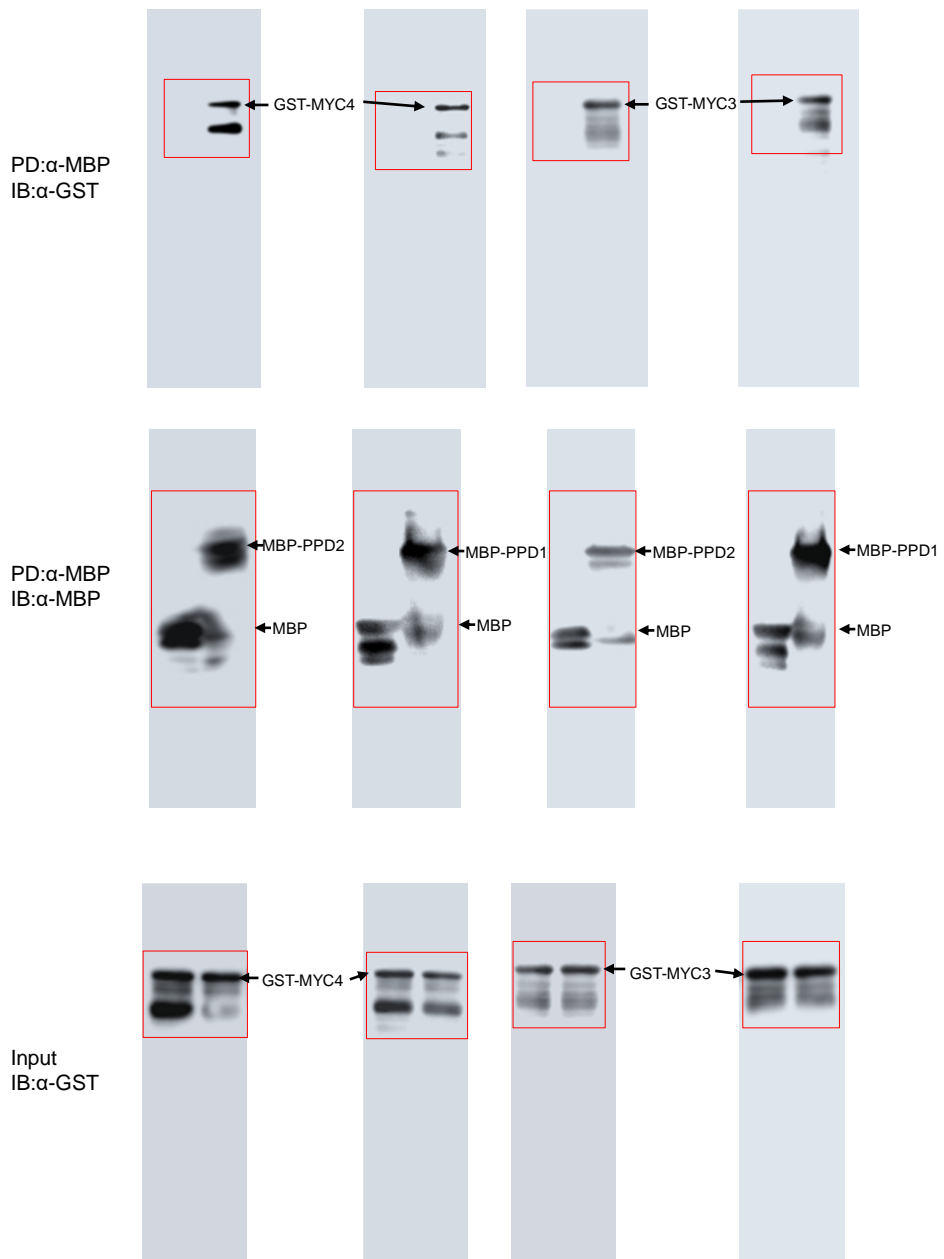 GST-MYC4
GST-MYC3
PD:α-MBP
IB:α-GST
MBP-PPD2
MBP-PPD1
MBP-PPD2
MBP-PPD1
PD:α-MBP
IB:α-MBP
MBP
MBP
MBP
MBP
GST-MYC4
GST-MYC3
Input
IB:α-GST